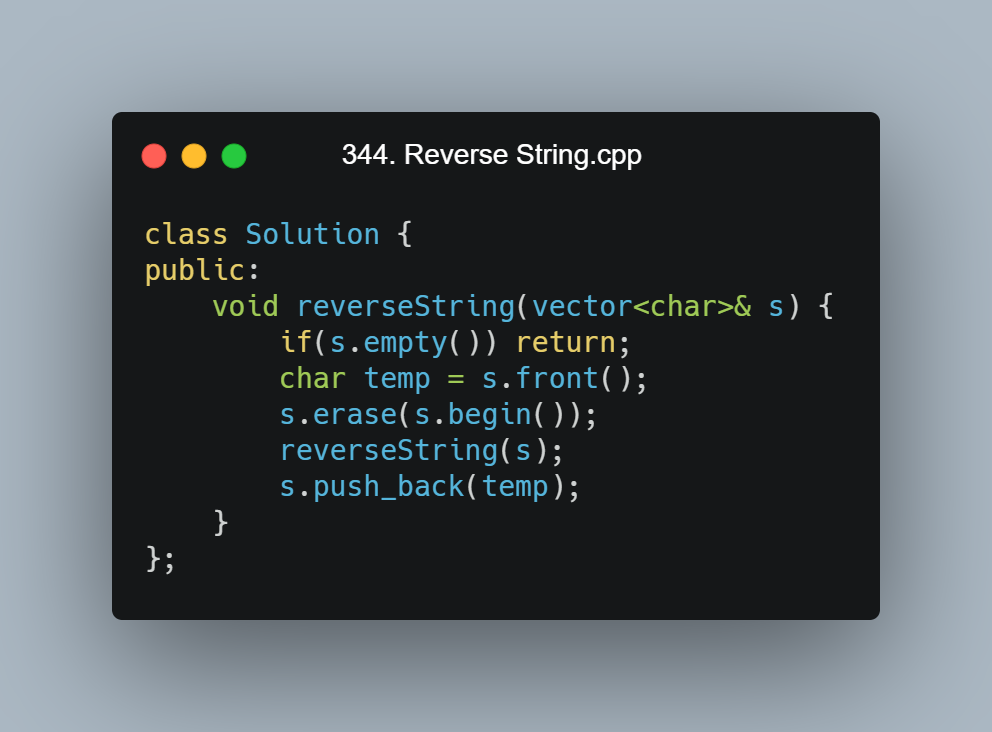 344. Reverse String.cpp
class Solution {
public:
    void reverseString(vector<char>& s) {
        if(s.empty()) return;
        char temp = s.front();
        s.erase(s.begin());
        reverseString(s);
        s.push_back(temp);
    }
};